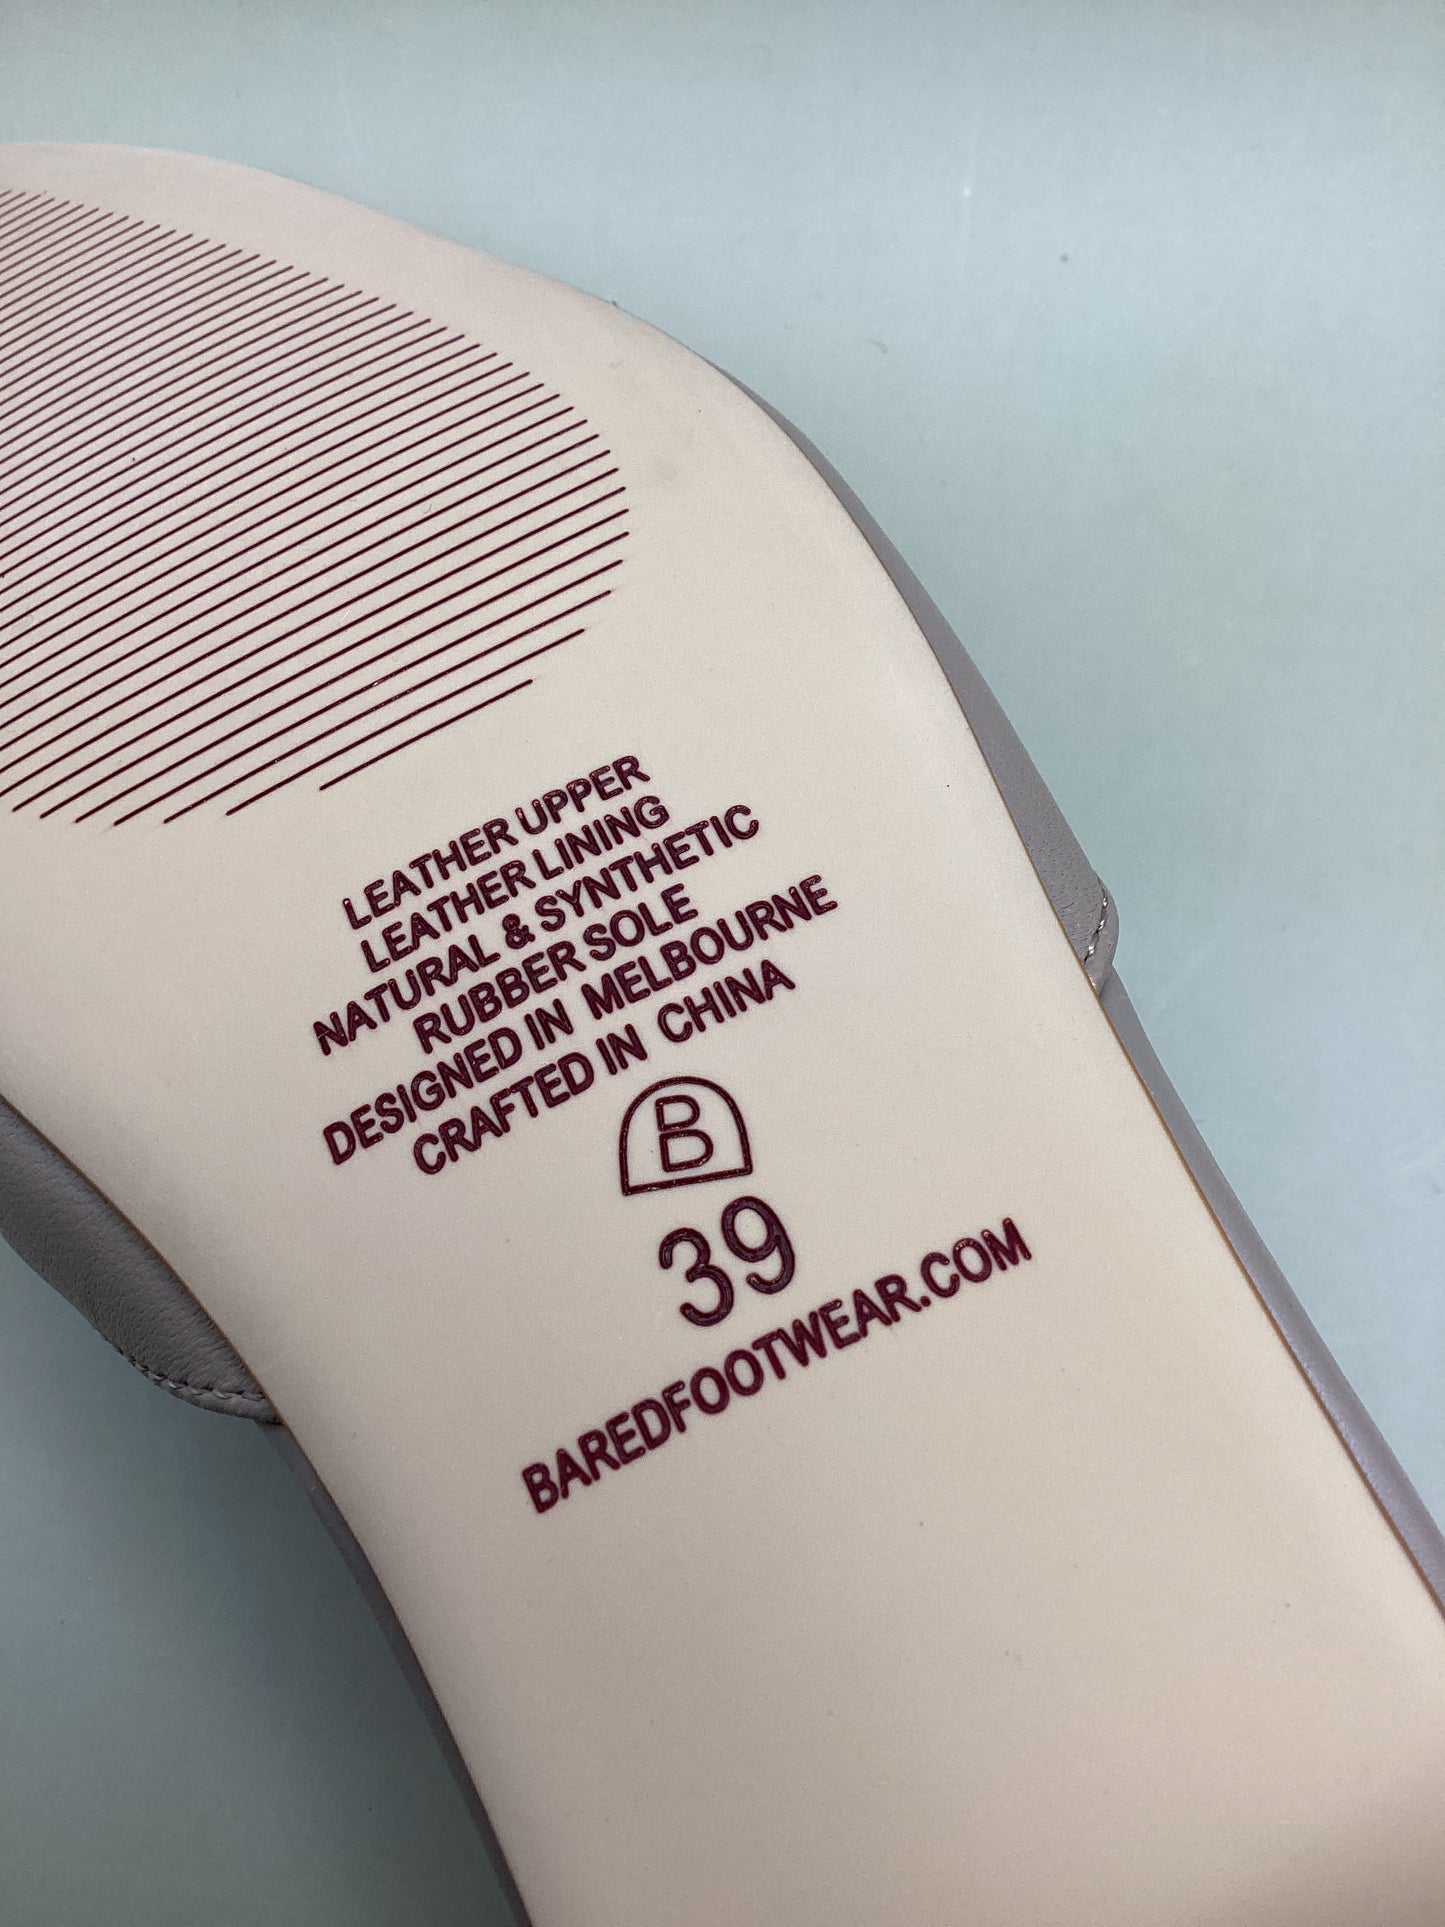 LEATHER UPPER
LEATHER LINING
NATURAL & SYNTHETIC
RUBBER SOLE
DESIGNED IN MELBOURNE
CRAFTED IN CHINA
B
39
BAREDFOOTWEAR.COM